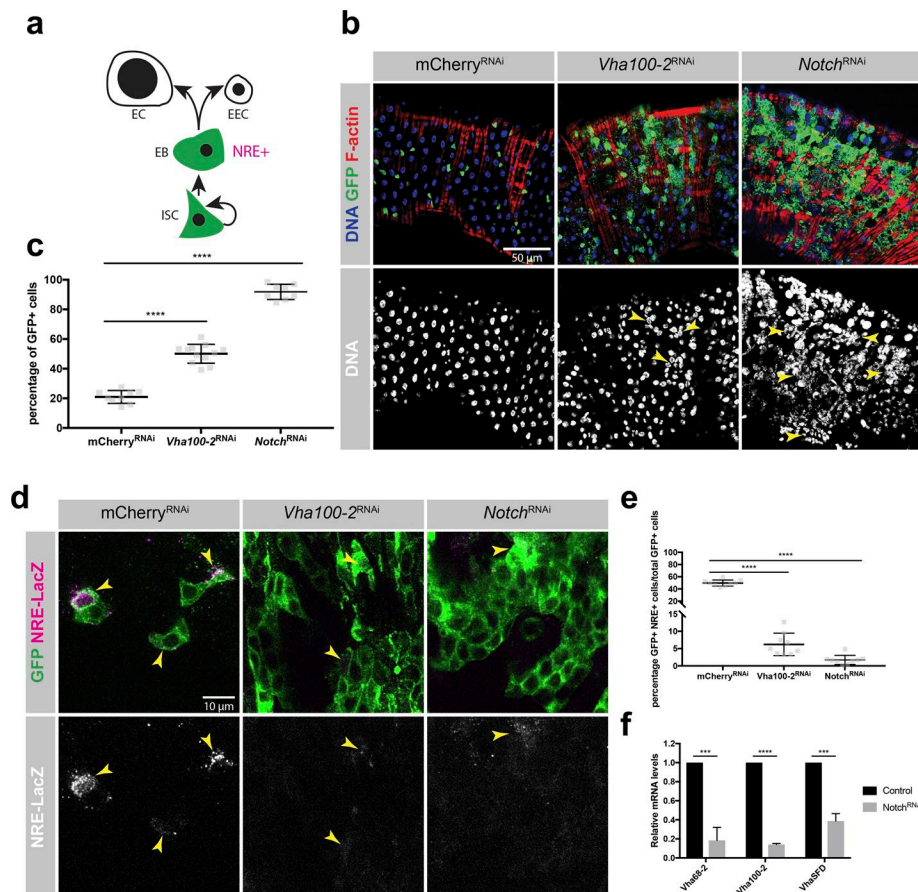 a
EC
EEC
EB
NRE+
ISC
b
mCherryRNAi
Vha100-2RNAi
NotchRNAi
DNA GFP F-actin
50 µm
DNA
c
percentage of GFP+ cells
100
80
60
40
20
0
****
****
mCherryRNAi
Vha100-2RNAi
NotchRNAi
d
mCherryRNAi
Vha100-2RNAi
NotchRNAi
GFP NRE-LacZ
10 µm
NRE-LacZ
e
percentage GFP+ NRE+ cells/total GFP+ cells
100
80
60
40
15
10
5
0
****
****
mCherryRNAi
Vha100-2RNAi
NotchRNAi
f
Relative mRNA levels
1.2
1.0
0.8
0.6
0.4
0.2
0.0
***
****
***
Vha68-2
Vha100-2
VhaSFD
Control